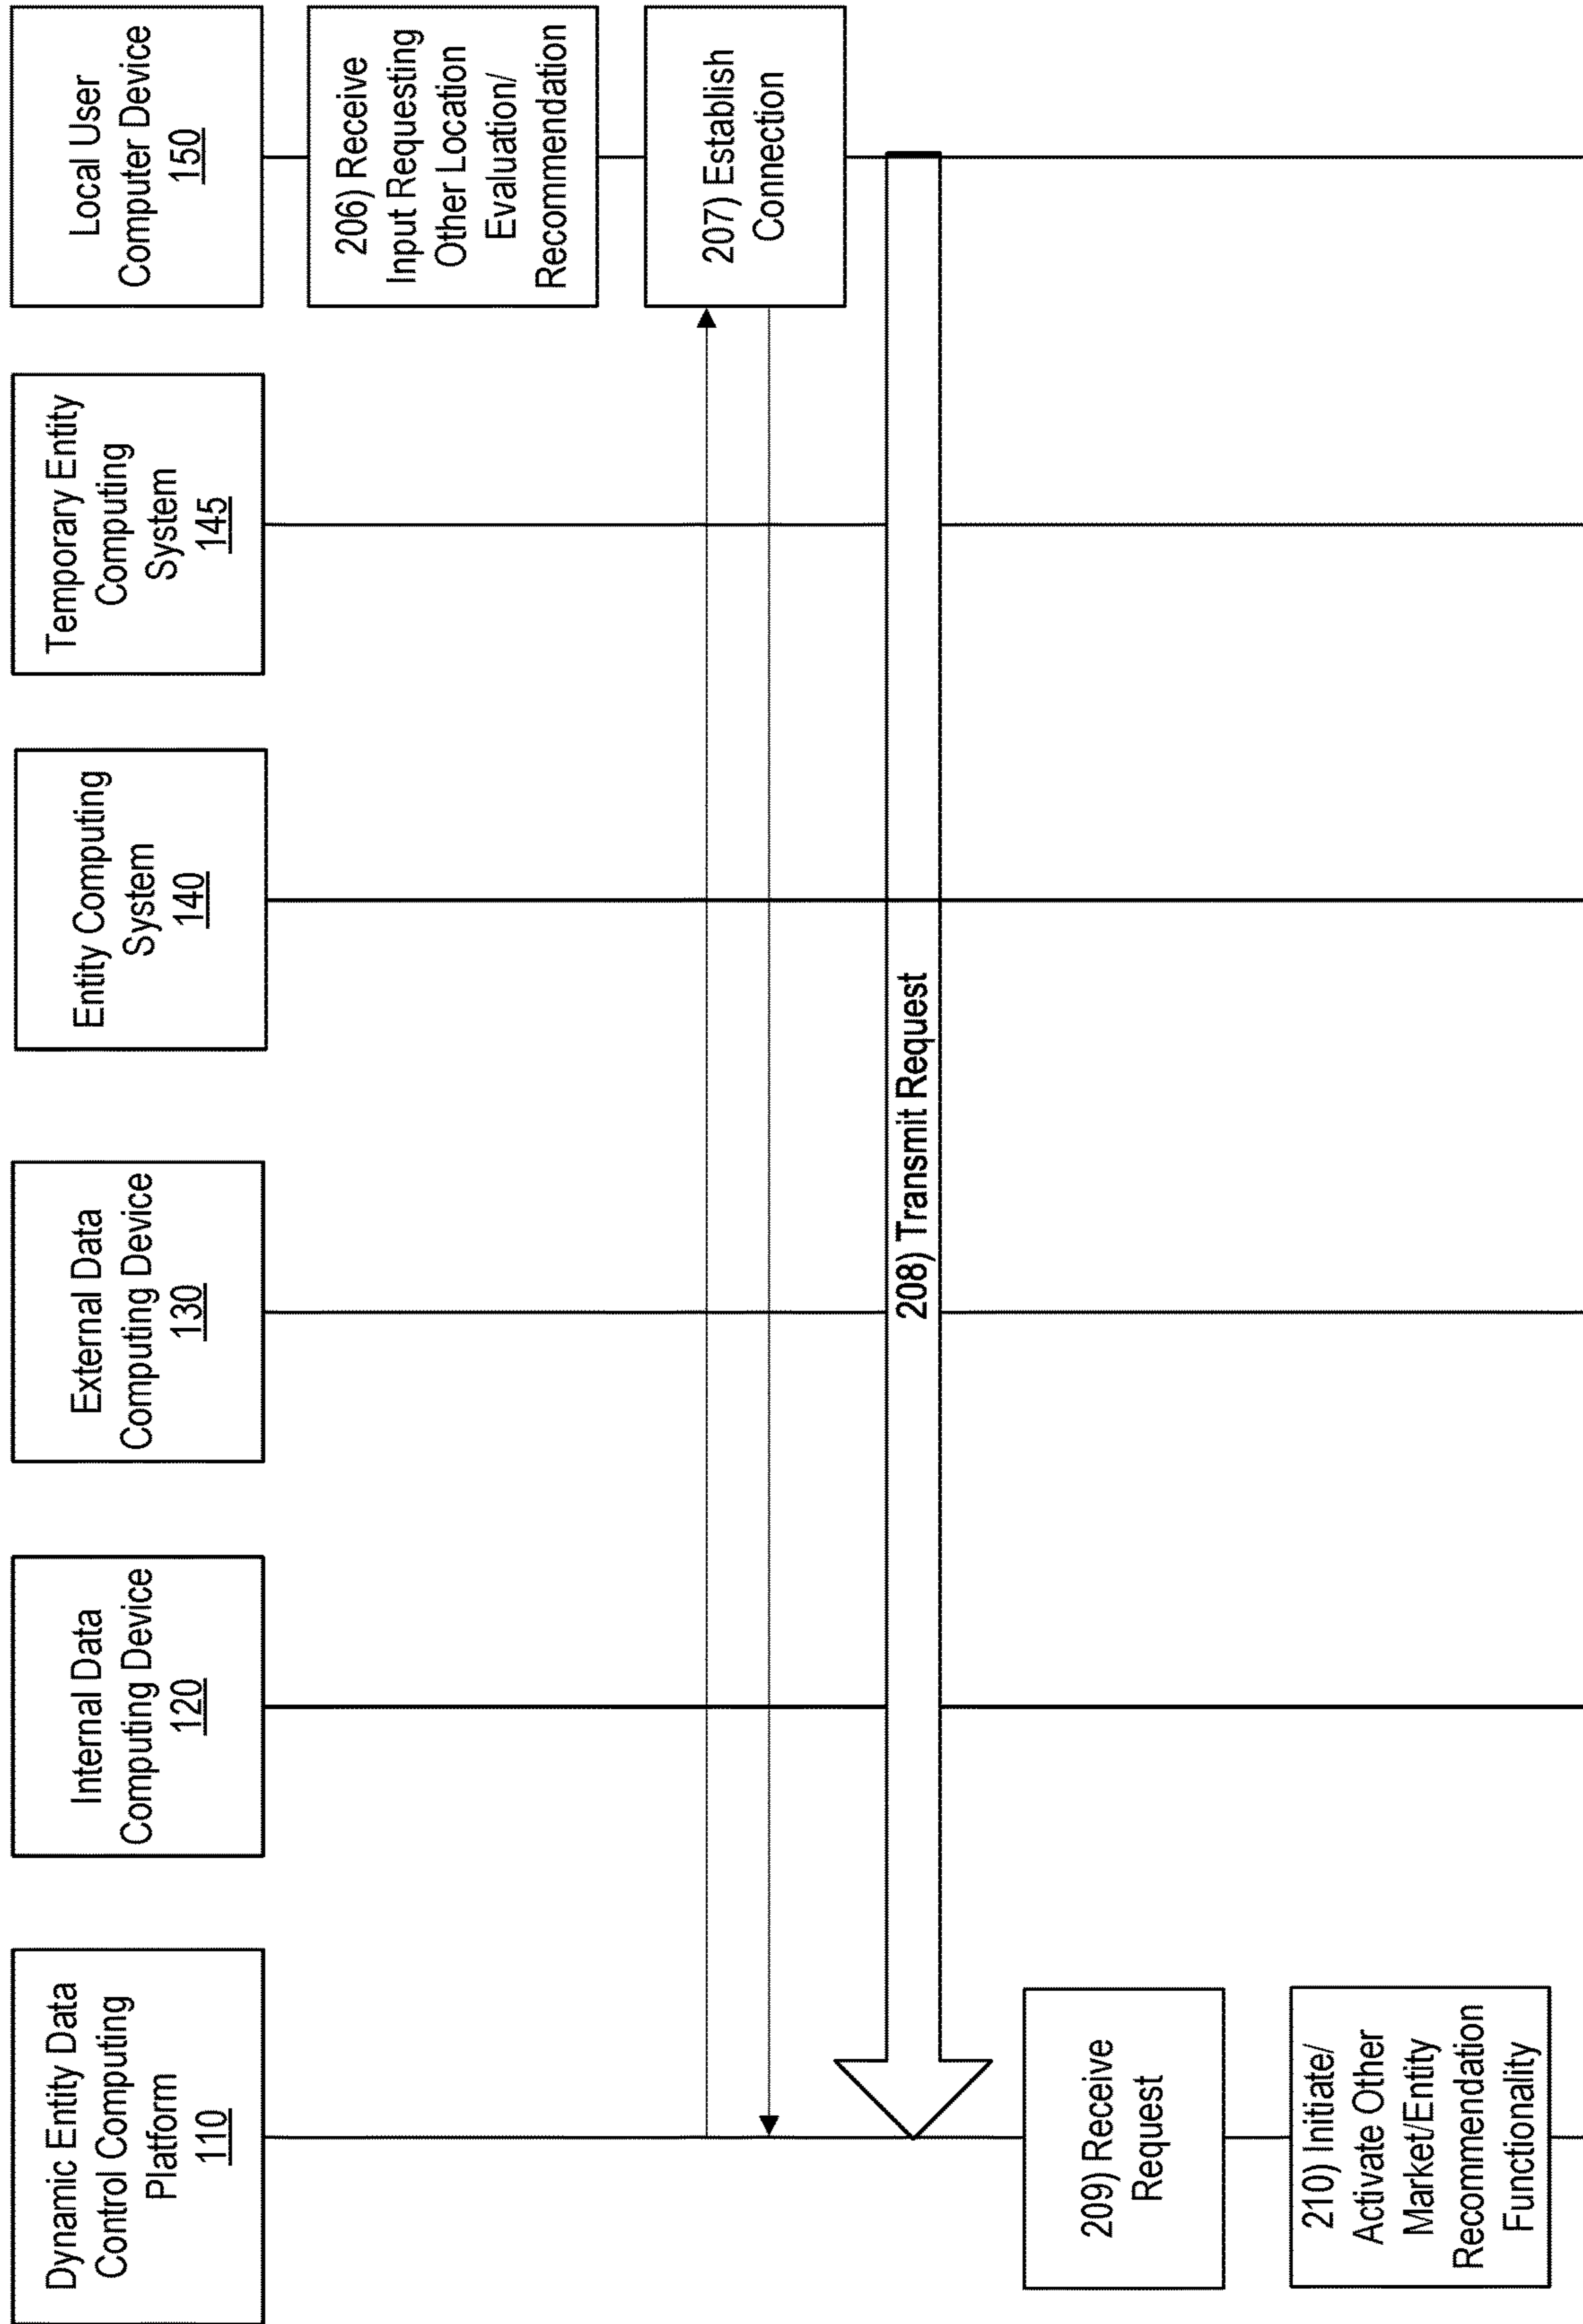 Dynamic Entity Data
Control Computing
Platform
110
Internal Data
Computing Device
120
External Data
Computing Device
130
Entity Computing
System
140
Temporary Entity
Computing
System
145
Local User
Computer Device
150
206) Receive
Input Requesting
Other Location
Evaluation/
Recommendation
207) Establish
Connection
208) Transmit Request
209) Receive
Request
210) Initiate/
Activate Other
Market/Entity
Recommendation
Functionality